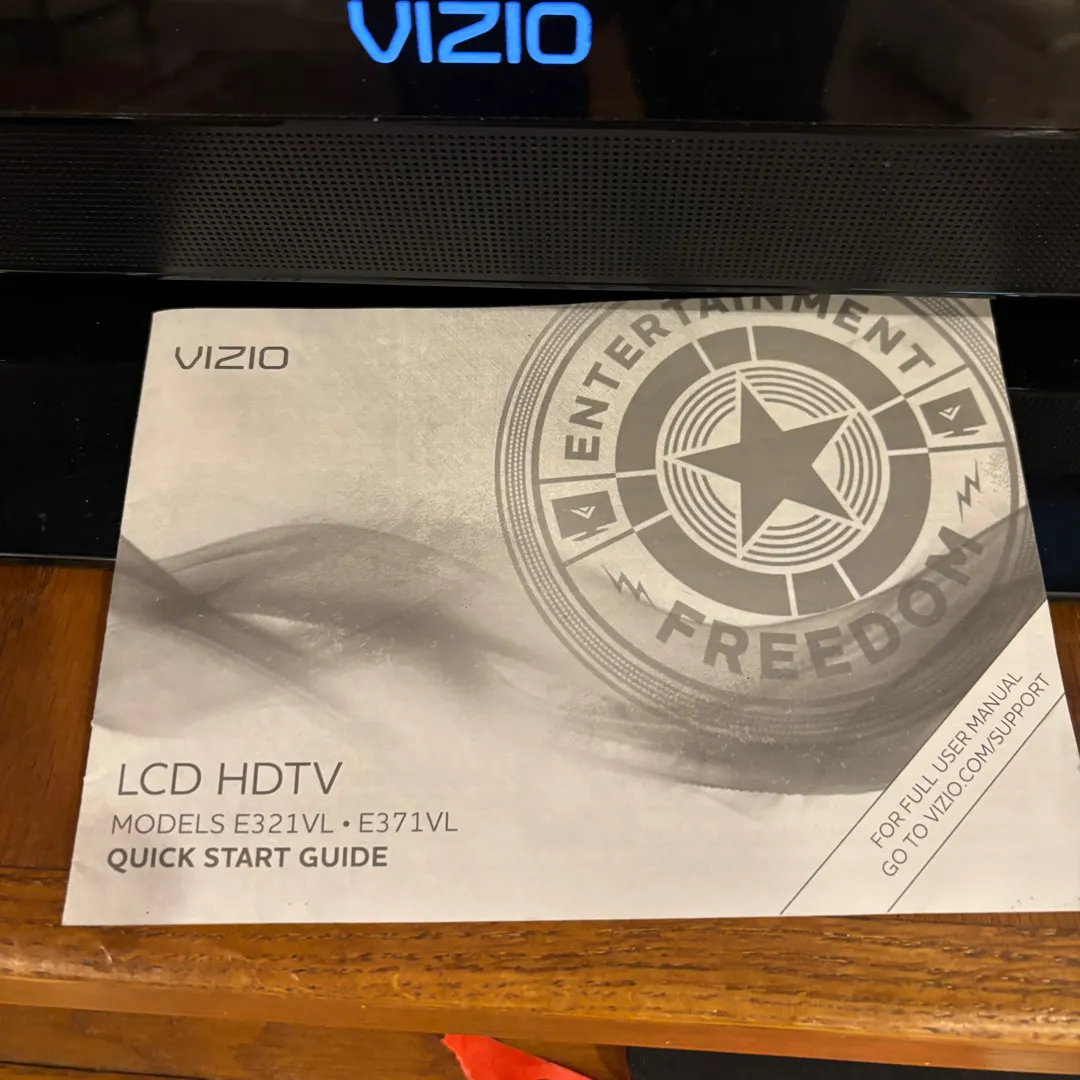 VIZIO
VIZIO
ENTERTAINMENT
FREEDOM
LCD HDTV
MODELS E321VL • E371VL
QUICK START GUIDE
FOR FULL USER MANUAL
GO TO VIZIO.COM/SUPPORT